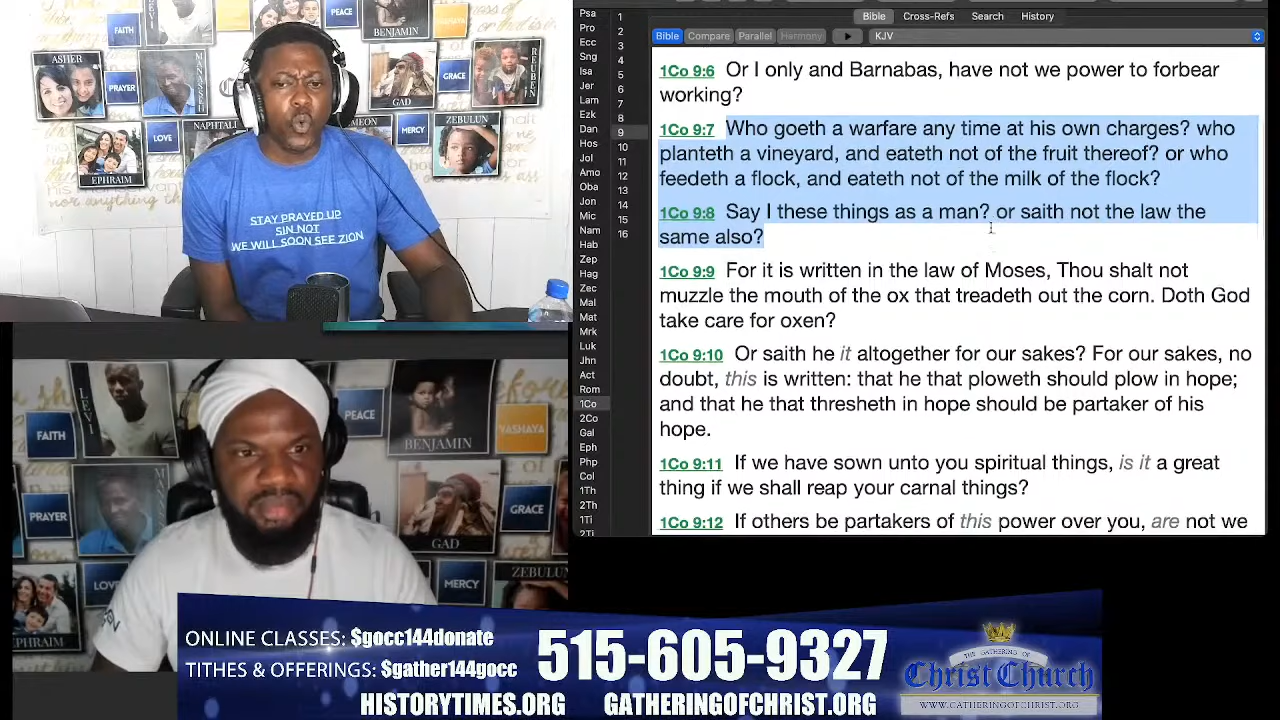 ASHER
FAITH
PRAYER
EPHRAIM
MANASSEH
LOVE
NAPHTALI
PEACE
BENJAMIN
YASHAYA
GAD
GRACE
REUBEN
SIMEON
MERCY
ZEBULUN
STAY PRAYED UP
SIN NOT
WE WILL SOON SEE ZION
LEVI
FAITH
PRAYER
LOVE
EPHRAIM
PEACE
BENJAMIN
YASHAYA
GAD
GRACE
MERCY
ZEBULUN
Psa
Pro
Ecc
Sng
Isa
Jer
Lam
Ezk
Dan
Hos
Jol
Amo
Oba
Jon
Mic
Nam
Hab
Zep
Hag
Zec
Mal
Mat
Mrk
Luk
Jhn
Act
Rom
1Co
2Co
Gal
Eph
Php
Col
1Th
2Th
1Ti
2Ti
1
2
3
4
5
6
7
8
9
10
11
12
13
14
15
16
Bible Cross-Refs Search History
Bible Compare Parallel Harmony KJV
1Co 9:6 Or I only and Barnabas, have not we power to forbear
working?
1Co 9:7 Who goeth a warfare any time at his own charges? who
planteth a vineyard, and eateth not of the fruit thereof? or who
feedeth a flock, and eateth not of the milk of the flock?
1Co 9:8 Say I these things as a man? or saith not the law the
same also?
1Co 9:9 For it is written in the law of Moses, Thou shalt not
muzzle the mouth of the ox that treadeth out the corn. Doth God
take care for oxen?
1Co 9:10 Or saith he it altogether for our sakes? For our sakes, no
doubt, this is written: that he that ploweth should plow in hope;
and that he that thresheth in hope should be partaker of his
hope.
1Co 9:11 If we have sown unto you spiritual things, is it a great
thing if we shall reap your carnal things?
1Co 9:12 If others be partakers of this power over you, are not we
ONLINE CLASSES: $gocc144donate
TITHES & OFFERINGS: $gather144gocc
515-605-9327
HISTORYTIMES.ORG GATHERINGOFCHRIST.ORG
THE GATHERING OF
Christ Church
WWW.GATHERINGOFCHRIST.ORG